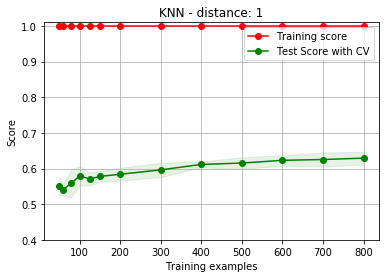 KNN - distance: 1
1.0
0.9
0.8
0.7
0.6
0.5
0.4
Score
Training score
Test Score with CV
100 200 300 400 500 600 700 800
Training examples